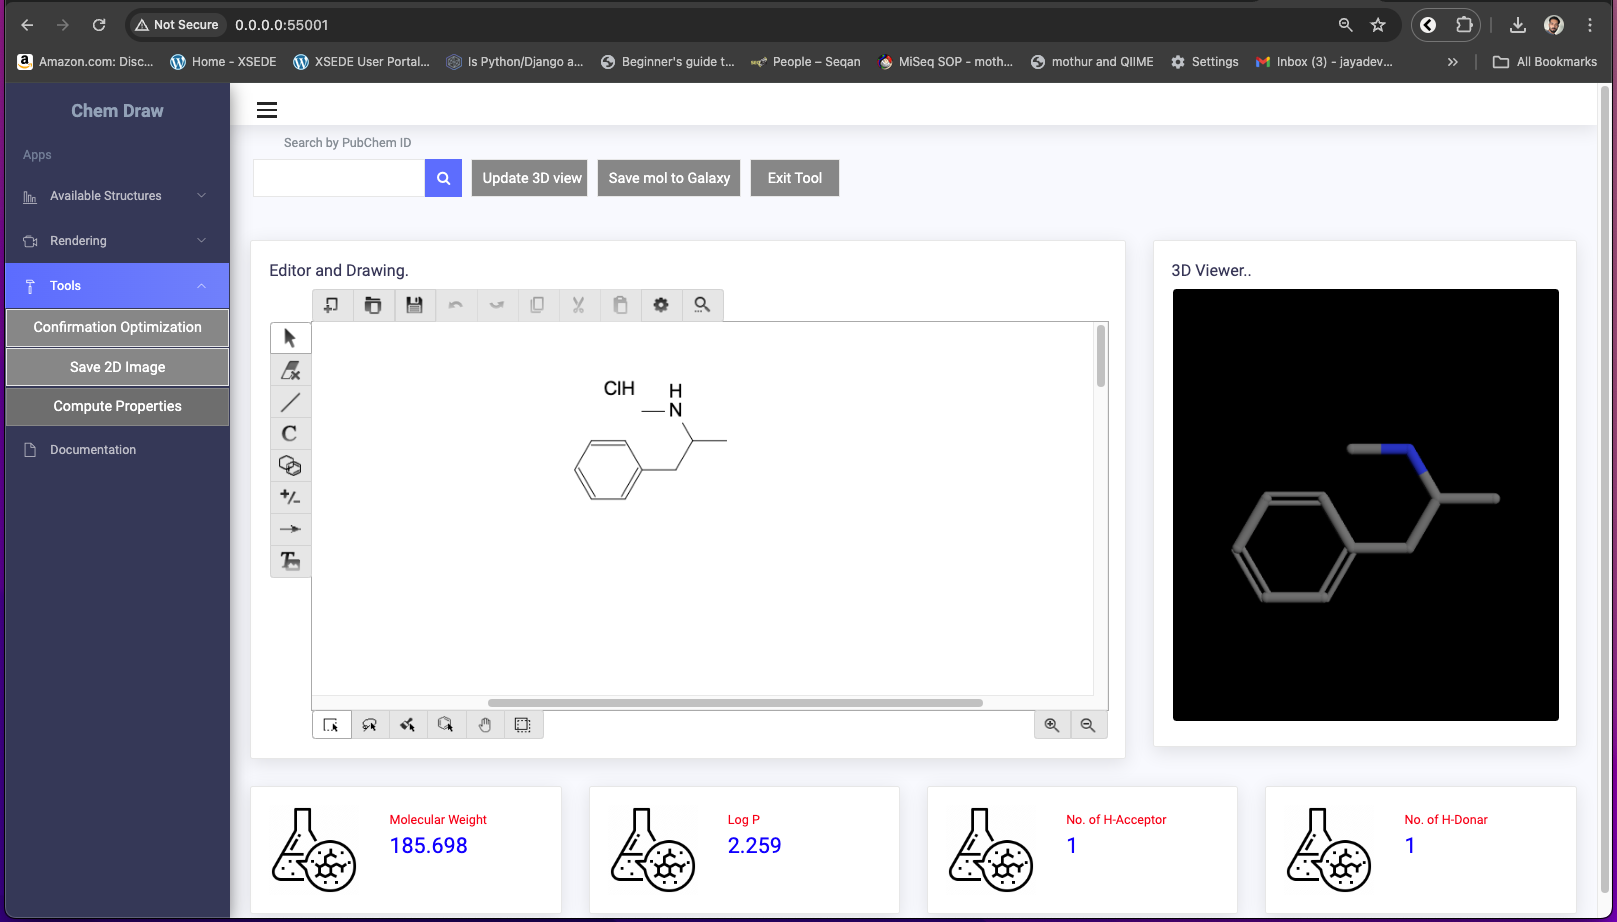 Not Secure 0.0.0.0:55001
Amazon.com: Disc... Home - XSEDE XSEDE User Portal... Is Python/Django a... Beginner's guide t... People – Seqan MiSeq SOP - moth... mothur and QIIME Settings Inbox (3) - jayadev... » All Bookmarks
Chem Draw
Apps
Available Structures
Rendering
Tools
Confirmation Optimization
Save 2D Image
Compute Properties
Documentation
Search by PubChem ID
Update 3D view Save mol to Galaxy Exit Tool
Editor and Drawing.
C
T
ClH
H
N
3D Viewer..
Molecular Weight
185.698
Log P
2.259
No. of H-Acceptor
1
No. of H-Donar
1